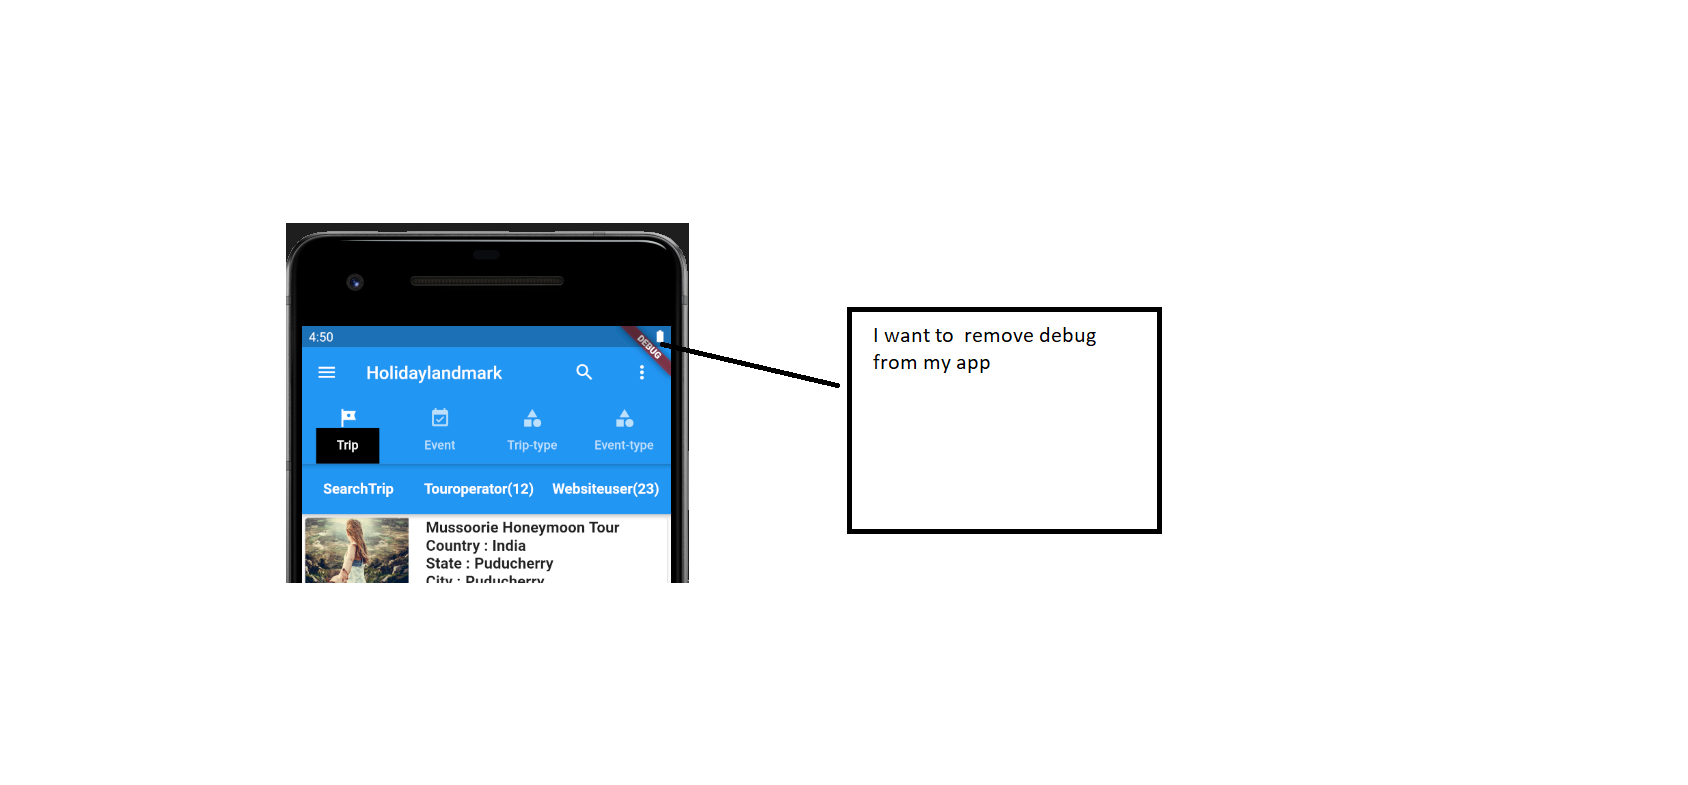 4:50
DEBUG
Holidaylandmark
Trip Event Trip-type Event-type
SearchTrip Touroperator(12) Websiteuser(23)
Mussoorie Honeymoon Tour
Country : India
State : Puducherry
City : Puducherry
I want to  remove debug
from my app